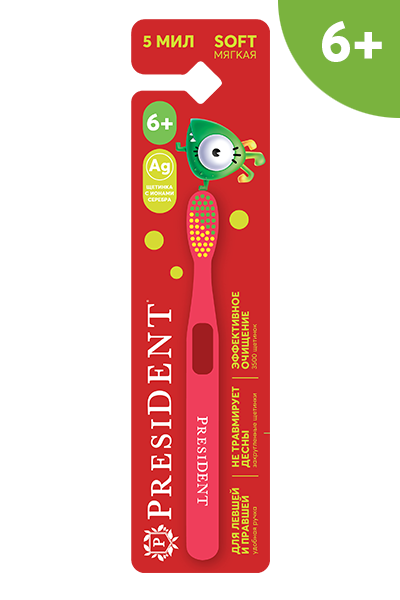 6+
5 МИЛ
SOFT
МЯГКАЯ
6+
Ag
ЩЕТИНКА
С ИОНАМИ
СЕРЕБРА
PRESIDENT
PRESIDENT
P
ЭФФЕКТИВНОЕ
ОЧИЩЕНИЕ
3500 щетинок
НЕ ТРАВМИРУЕТ
ДЕСНЫ
закругленные щетинки
ДЛЯ ЛЕВШЕЙ
И ПРАВШЕЙ
удобная ручка